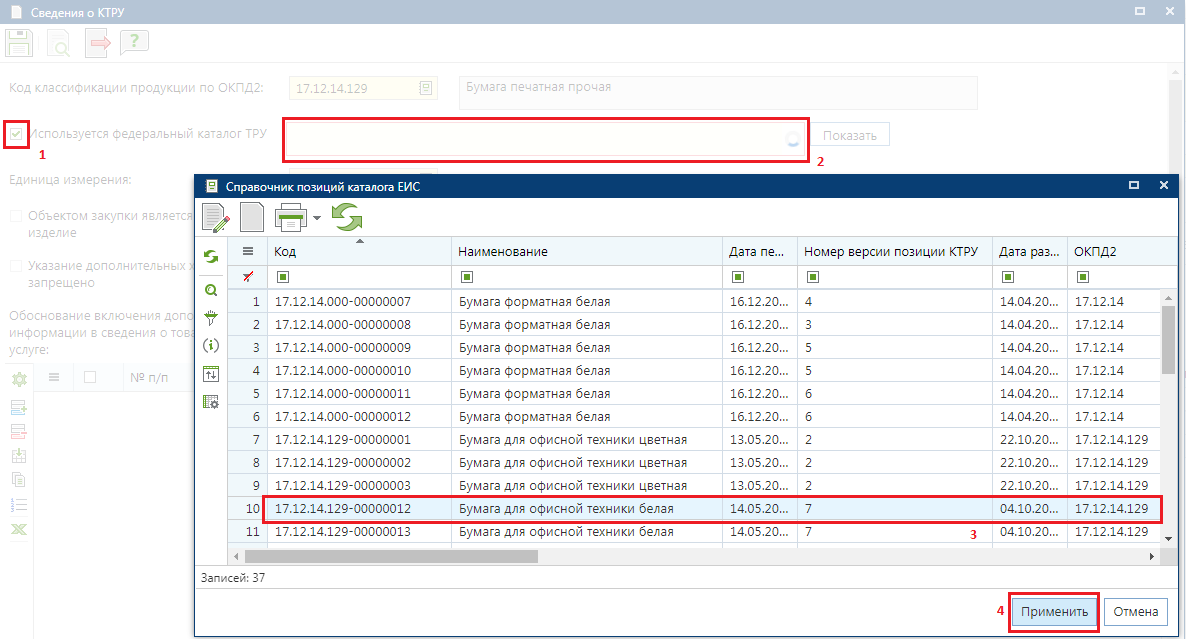 Сведения о КТРУ
?
Код классификации продукции по ОКПД2: 17.12.14.129 Бумага печатная прочая
Используется федеральный каталог ТРУ Показать
1
2
Единица измерения:
Объектом закупки является
изделие
Указание дополнительных х
запрещено
Обоснование включения допо
информации в сведения о това
услуге:
№ п/п
Справочник позиций каталога ЕИС
Код Наименование Дата пе... Номер версии позиции КТРУ Дата раз... ОКПД2
1 17.12.14.000-00000007 Бумага форматная белая 16.12.20... 4 14.04.20... 17.12.14
2 17.12.14.000-00000008 Бумага форматная белая 16.12.20... 3 14.04.20... 17.12.14
3 17.12.14.000-00000009 Бумага форматная белая 16.12.20... 5 14.04.20... 17.12.14
4 17.12.14.000-00000010 Бумага форматная белая 16.12.20... 5 14.04.20... 17.12.14
5 17.12.14.000-00000011 Бумага форматная белая 16.12.20... 6 14.04.20... 17.12.14
6 17.12.14.000-00000012 Бумага форматная белая 16.12.20... 6 14.04.20... 17.12.14
7 17.12.14.129-00000001 Бумага для офисной техники цветная 13.05.20... 2 22.10.20... 17.12.14.129
8 17.12.14.129-00000002 Бумага для офисной техники цветная 13.05.20... 2 22.10.20... 17.12.14.129
9 17.12.14.129-00000003 Бумага для офисной техники цветная 13.05.20... 2 22.10.20... 17.12.14.129
10 17.12.14.129-00000012 Бумага для офисной техники белая 14.05.20... 7 04.10.20... 17.12.14.129
11 17.12.14.129-00000013 Бумага для офисной техники белая 14.05.20... 7 04.10.20... 17.12.14.129
3
Записей: 37
4 Применить Отмена